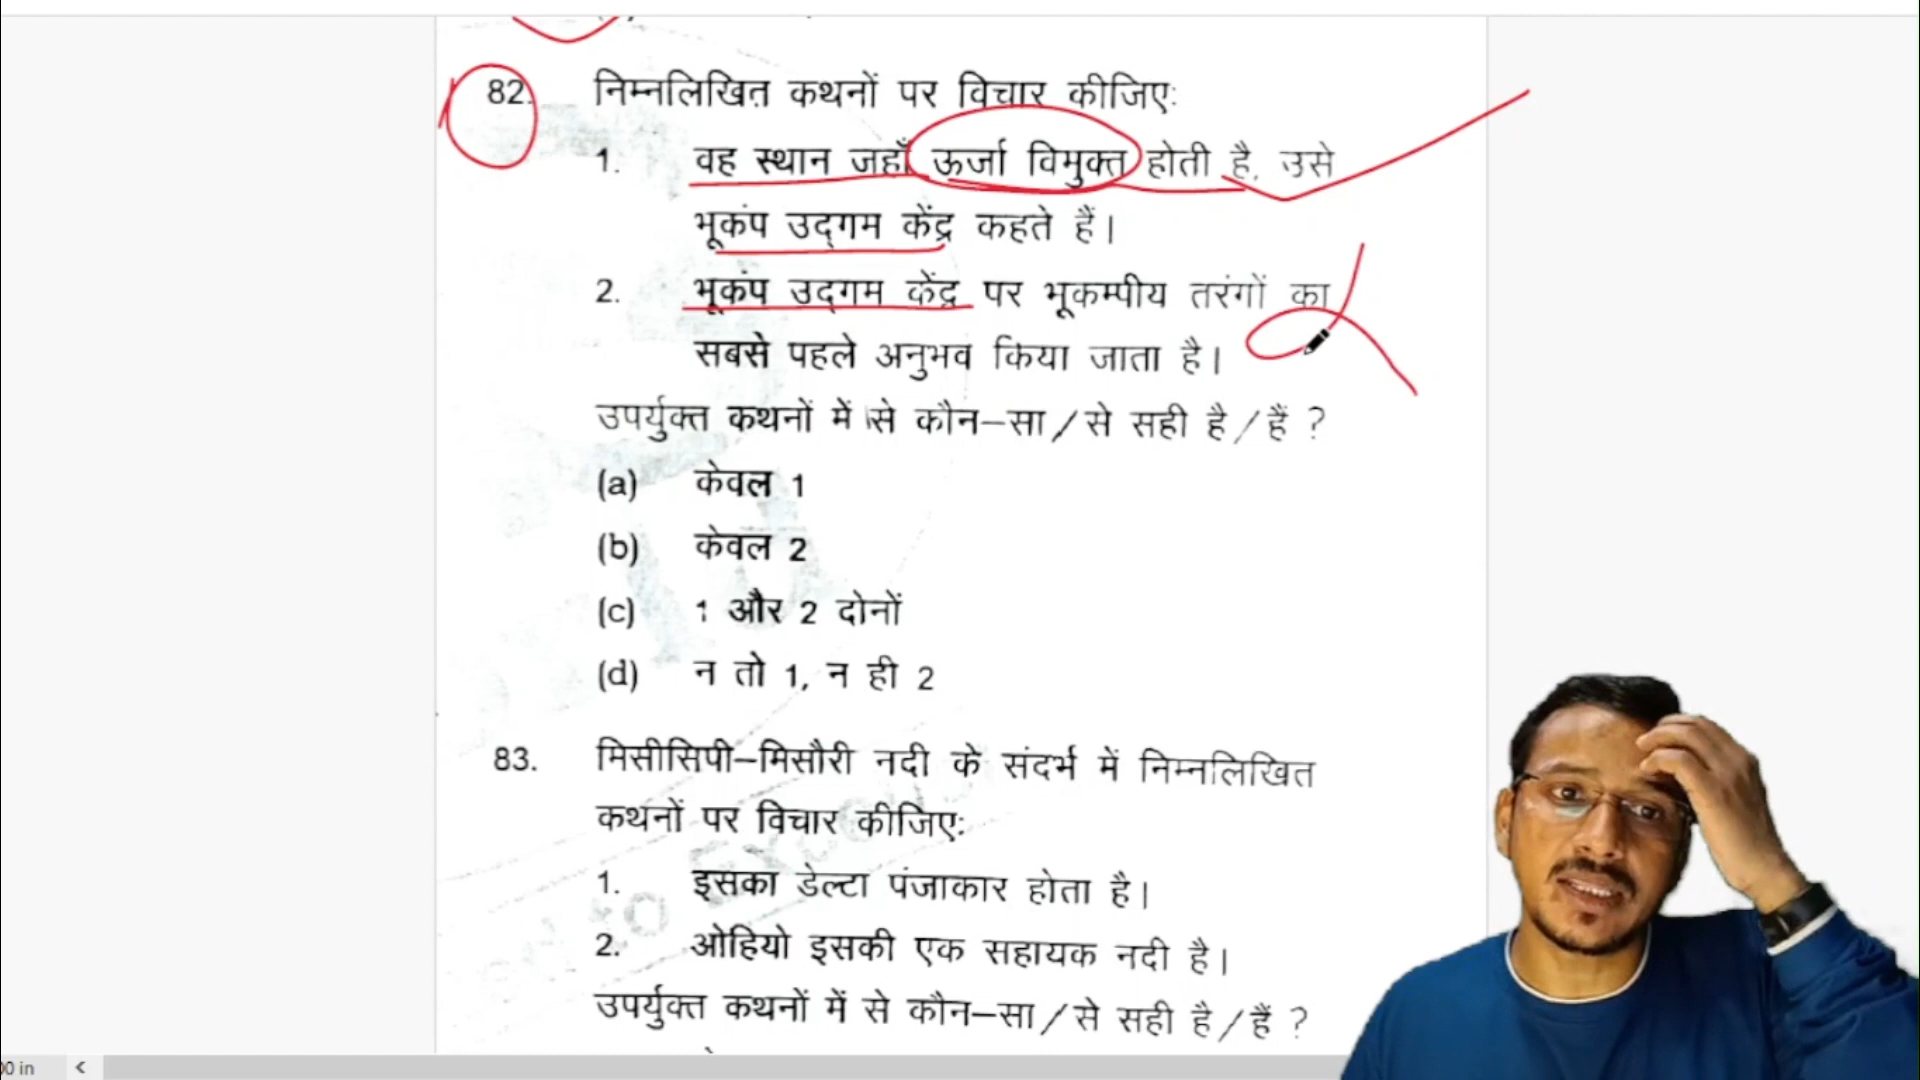 82. निम्नलिखित कथनों पर विचार कीजिए:
1. वह स्थान जहाँ ऊर्जा विमुक्त होती है, उसे
भूकंप उद्गम केंद्र कहते हैं।
2. भूकंप उद्गम केंद्र पर भूकम्पीय तरंगों का
सबसे पहले अनुभव किया जाता है।
उपर्युक्त कथनों में से कौन–सा/से सही है/हैं ?
(a) केवल 1
(b) केवल 2
(c) 1 और 2 दोनों
(d) न तो 1, न ही 2
83. मिसीसिपी–मिसौरी नदी के संदर्भ में निम्नलिखित
कथनों पर विचार कीजिए:
1. इसका डेल्टा पंजाकार होता है।
2. ओहियो इसकी एक सहायक नदी है।
उपर्युक्त कथनों में से कौन–सा/से सही है/हैं ?
00 in <